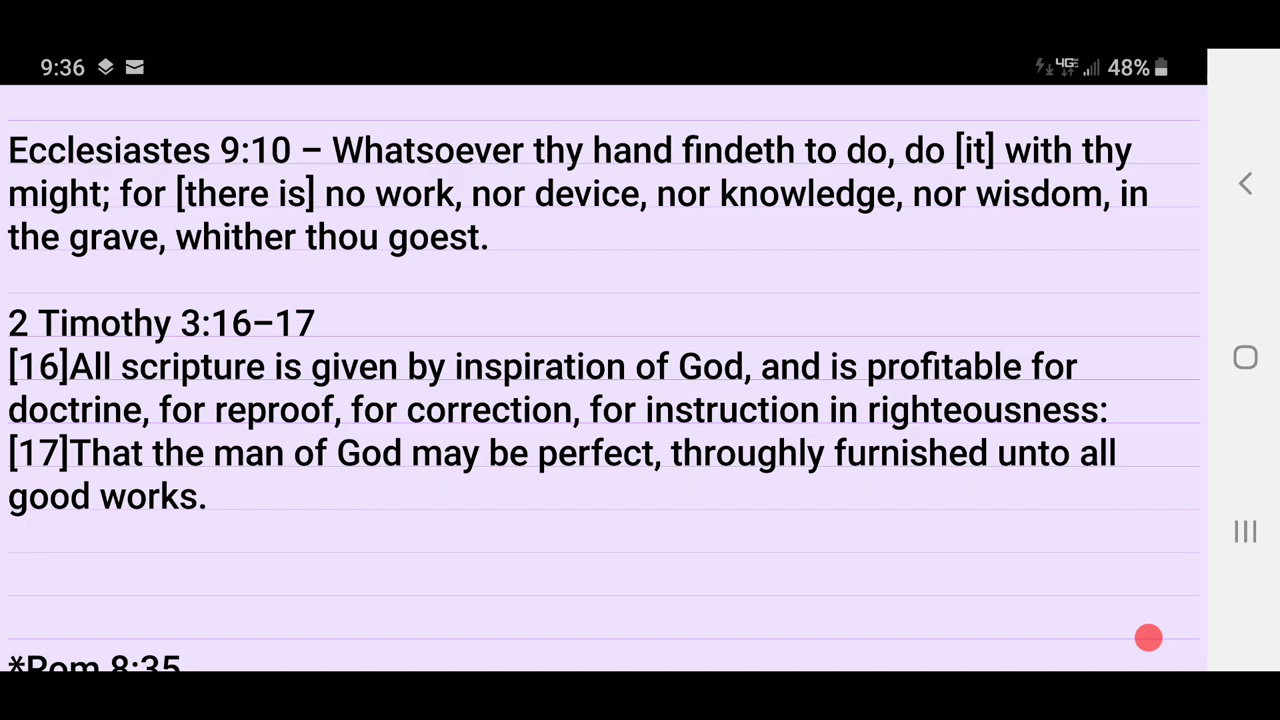 9:36 4G 48%
Ecclesiastes 9:10 – Whatsoever thy hand findeth to do, do [it] with thy
might; for [there is] no work, nor device, nor knowledge, nor wisdom, in
the grave, whither thou goest.
2 Timothy 3:16–17
[16]All scripture is given by inspiration of God, and is profitable for
doctrine, for reproof, for correction, for instruction in righteousness:
[17]That the man of God may be perfect, throughly furnished unto all
good works.
*Rom 8:35